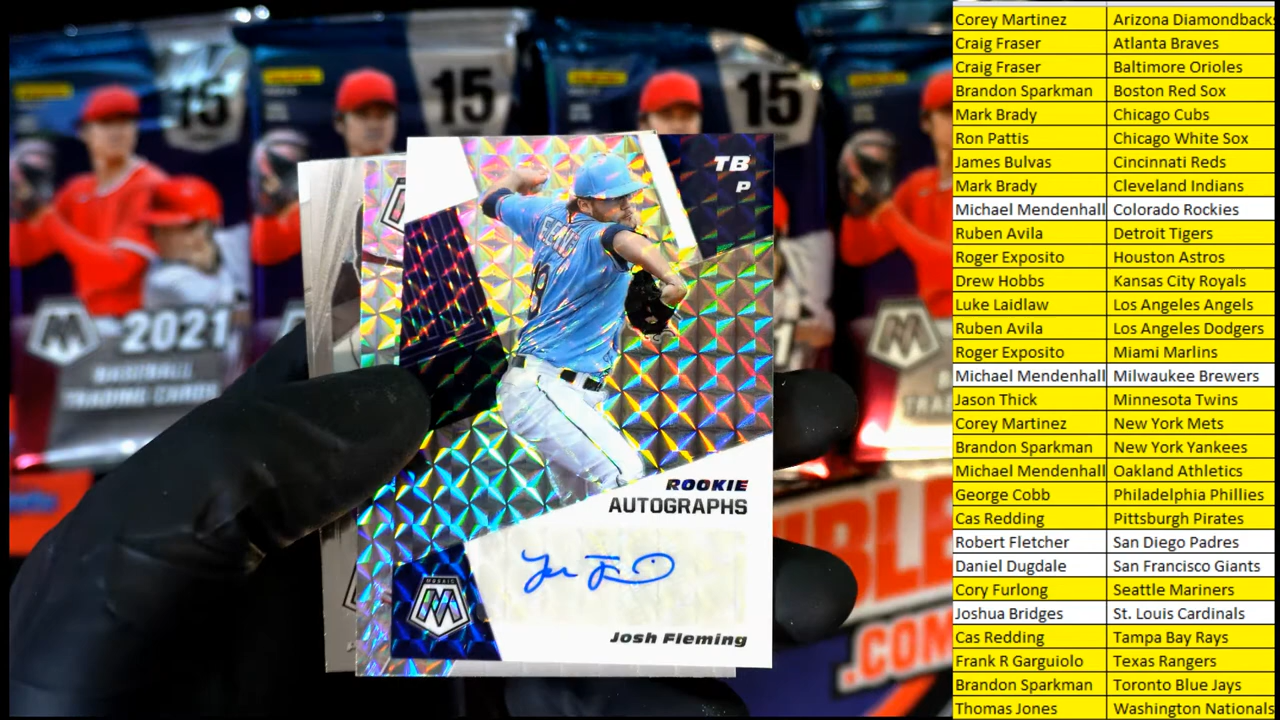 15
15
15
2021
BASEBALL
TRADING CARDS
TB
P
FLEMING
ROOKIE
AUTOGRAPHS
MOSAIC
Josh Fleming
.COM
Corey Martinez Arizona Diamondbacks
Craig Fraser Atlanta Braves
Craig Fraser Baltimore Orioles
Brandon Sparkman Boston Red Sox
Mark Brady Chicago Cubs
Ron Pattis Chicago White Sox
James Bulvas Cincinnati Reds
Mark Brady Cleveland Indians
Michael Mendenhall Colorado Rockies
Ruben Avila Detroit Tigers
Roger Exposito Houston Astros
Drew Hobbs Kansas City Royals
Luke Laidlaw Los Angeles Angels
Ruben Avila Los Angeles Dodgers
Roger Exposito Miami Marlins
Michael Mendenhall Milwaukee Brewers
Jason Thick Minnesota Twins
Corey Martinez New York Mets
Brandon Sparkman New York Yankees
Michael Mendenhall Oakland Athletics
George Cobb Philadelphia Phillies
Cas Redding Pittsburgh Pirates
Robert Fletcher San Diego Padres
Daniel Dugdale San Francisco Giants
Cory Furlong Seattle Mariners
Joshua Bridges St. Louis Cardinals
Cas Redding Tampa Bay Rays
Frank R Garguiolo Texas Rangers
Brandon Sparkman Toronto Blue Jays
Thomas Jones Washington Nationals